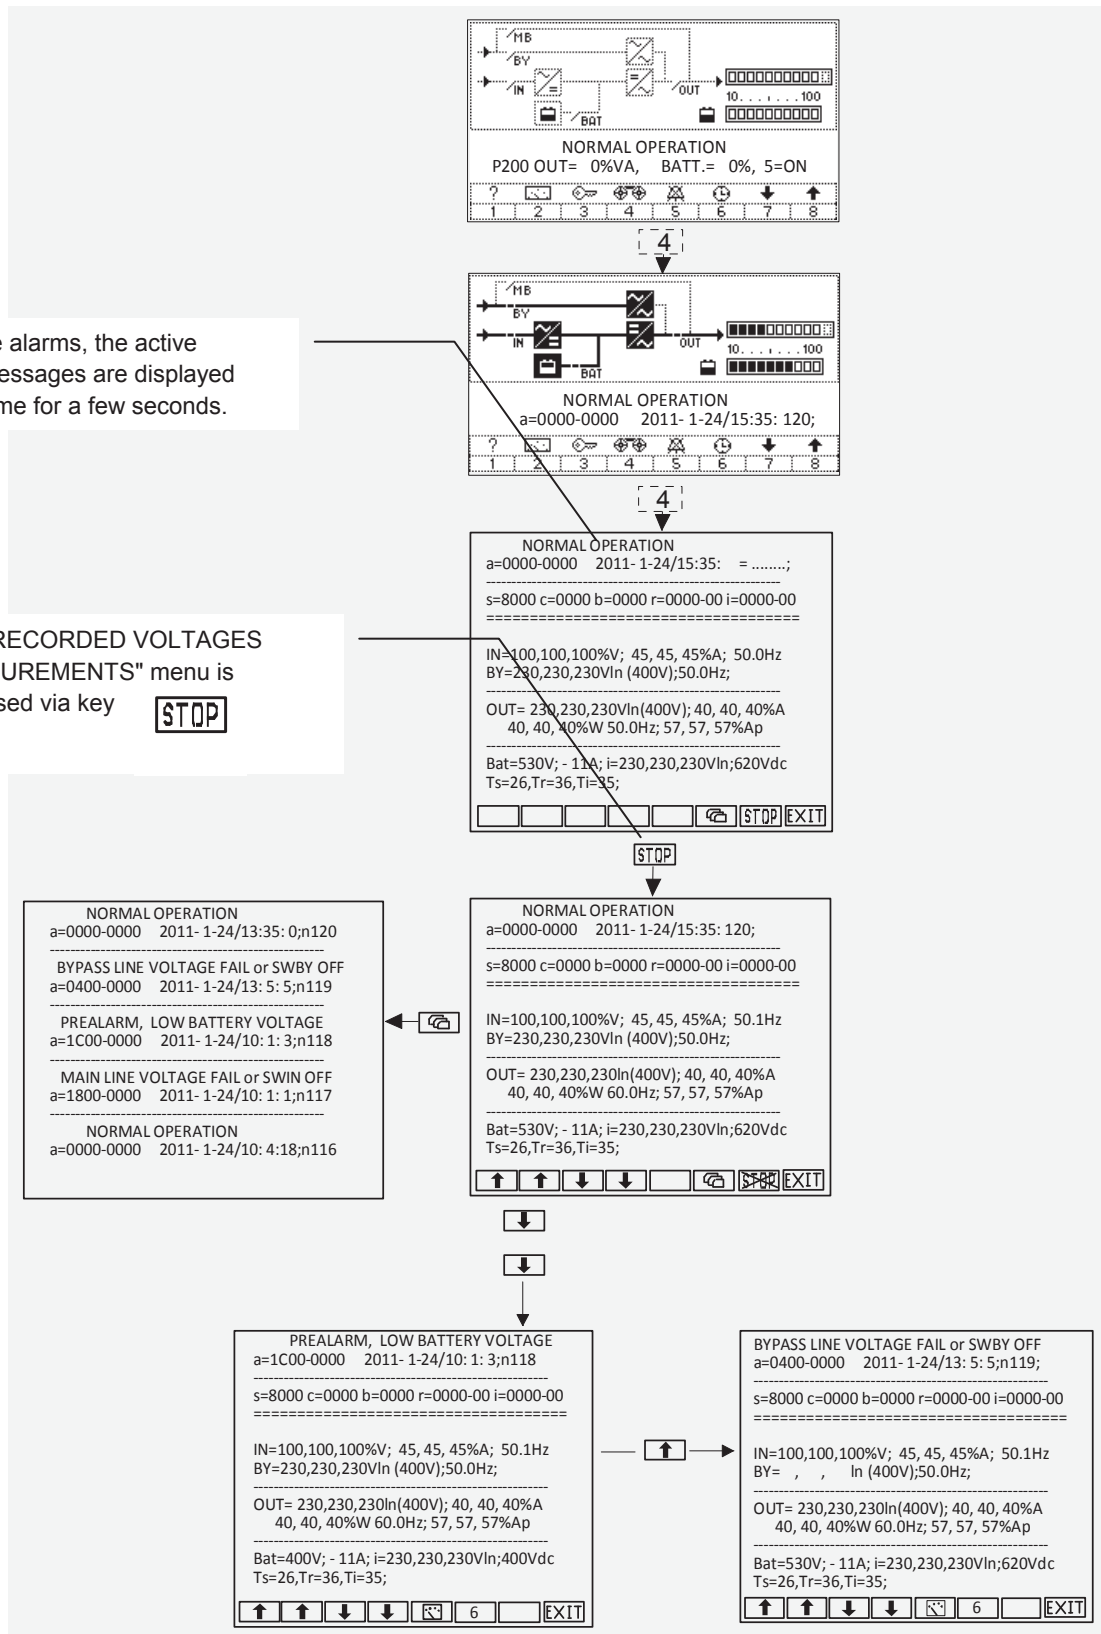 MB
BY
IN
OUT
BAT
10. . . ı . . .100
NORMAL OPERATION
P200 OUT= 0%VA, BATT.= 0%, 5=ON
?
1 2 3 4 5 6 7 8
4
MB
BY
IN
OUT
BAT
10. . . ı . . .100
NORMAL OPERATION
a=0000-0000 2011- 1-24/15:35: 120;
?
1 2 3 4 5 6 7 8
alarms, the active
essages are displayed
me for a few seconds.
4
NORMAL OPERATION
a=0000-0000 2011- 1-24/15:35: = ........;
------------------------------------------------------------
s=8000 c=0000 b=0000 r=0000-00 i=0000-00
====================================
IN=100,100,100%V; 45, 45, 45%A; 50.0Hz
BY=230,230,230Vln (400V);50.0Hz;
------------------------------------------------------------
OUT= 230,230,230Vln(400V); 40, 40, 40%A
40, 40, 40%W 50.0Hz; 57, 57, 57%Ap
------------------------------------------------------------
Bat=530V; - 11A; i=230,230,230Vln;620Vdc
Ts=26,Tr=36,Ti=35;
STOP EXIT
RECORDED VOLTAGES
UREMENTS" menu is
sed via key STOP
STOP
NORMAL OPERATION
a=0000-0000 2011- 1-24/13:35: 0;n120
------------------------------------------------------------
BYPASS LINE VOLTAGE FAIL or SWBY OFF
a=0400-0000 2011- 1-24/13: 5: 5;n119
------------------------------------------------------------
PREALARM, LOW BATTERY VOLTAGE
a=1C00-0000 2011- 1-24/10: 1: 3;n118
------------------------------------------------------------
MAIN LINE VOLTAGE FAIL or SWIN OFF
a=1800-0000 2011- 1-24/10: 1: 1;n117
------------------------------------------------------------
NORMAL OPERATION
a=0000-0000 2011- 1-24/10: 4:18;n116
NORMAL OPERATION
a=0000-0000 2011- 1-24/15:35: 120;
------------------------------------------------------------
s=8000 c=0000 b=0000 r=0000-00 i=0000-00
====================================
IN=100,100,100%V; 45, 45, 45%A; 50.1Hz
BY=230,230,230Vln (400V);50.0Hz;
------------------------------------------------------------
OUT= 230,230,230ln(400V); 40, 40, 40%A
40, 40, 40%W 60.0Hz; 57, 57, 57%Ap
------------------------------------------------------------
Bat=530V; - 11A; i=230,230,230Vln;620Vdc
Ts=26,Tr=36,Ti=35;
STOP EXIT
PREALARM, LOW BATTERY VOLTAGE
a=1C00-0000 2011- 1-24/10: 1: 3;n118
------------------------------------------------------------
s=8000 c=0000 b=0000 r=0000-00 i=0000-00
====================================
IN=100,100,100%V; 45, 45, 45%A; 50.1Hz
BY=230,230,230Vln (400V);50.0Hz;
------------------------------------------------------------
OUT= 230,230,230ln(400V); 40, 40, 40%A
40, 40, 40%W 60.0Hz; 57, 57, 57%Ap
------------------------------------------------------------
Bat=400V; - 11A; i=230,230,230Vln;400Vdc
Ts=26,Tr=36,Ti=35;
6 EXIT
BYPASS LINE VOLTAGE FAIL or SWBY OFF
a=0400-0000 2011- 1-24/13: 5: 5;n119;
------------------------------------------------------------
s=8000 c=0000 b=0000 r=0000-00 i=0000-00
====================================
IN=100,100,100%V; 45, 45, 45%A; 50.1Hz
BY= , , ln (400V);50.0Hz;
------------------------------------------------------------
OUT= 230,230,230ln(400V); 40, 40, 40%A
40, 40, 40%W 60.0Hz; 57, 57, 57%Ap
------------------------------------------------------------
Bat=530V; - 11A; i=230,230,230Vln;620Vdc
Ts=26,Tr=36,Ti=35;
6 EXIT